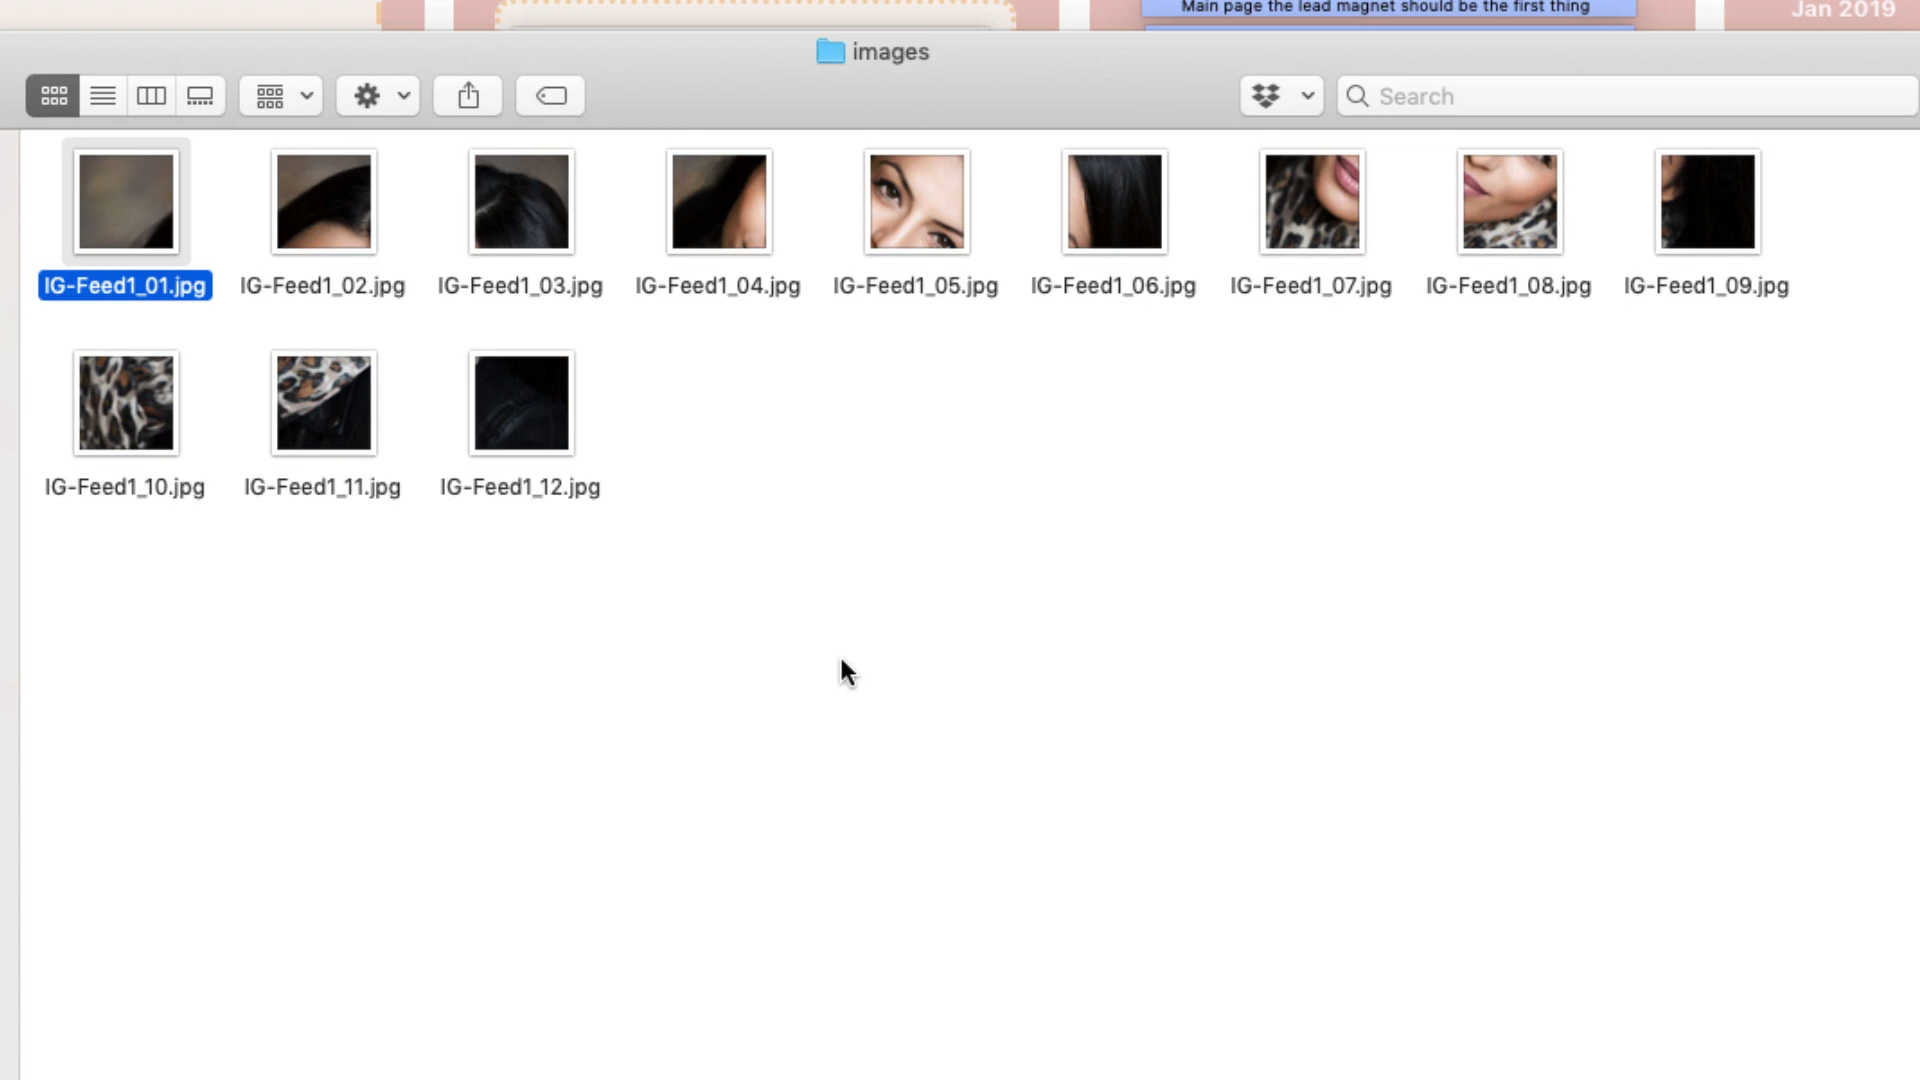 Main page the lead magnet should be the first thing
Jan 2019
images
Search
IG-Feed1_01.jpg
IG-Feed1_02.jpg
IG-Feed1_03.jpg
IG-Feed1_04.jpg
IG-Feed1_05.jpg
IG-Feed1_06.jpg
IG-Feed1_07.jpg
IG-Feed1_08.jpg
IG-Feed1_09.jpg
IG-Feed1_10.jpg
IG-Feed1_11.jpg
IG-Feed1_12.jpg